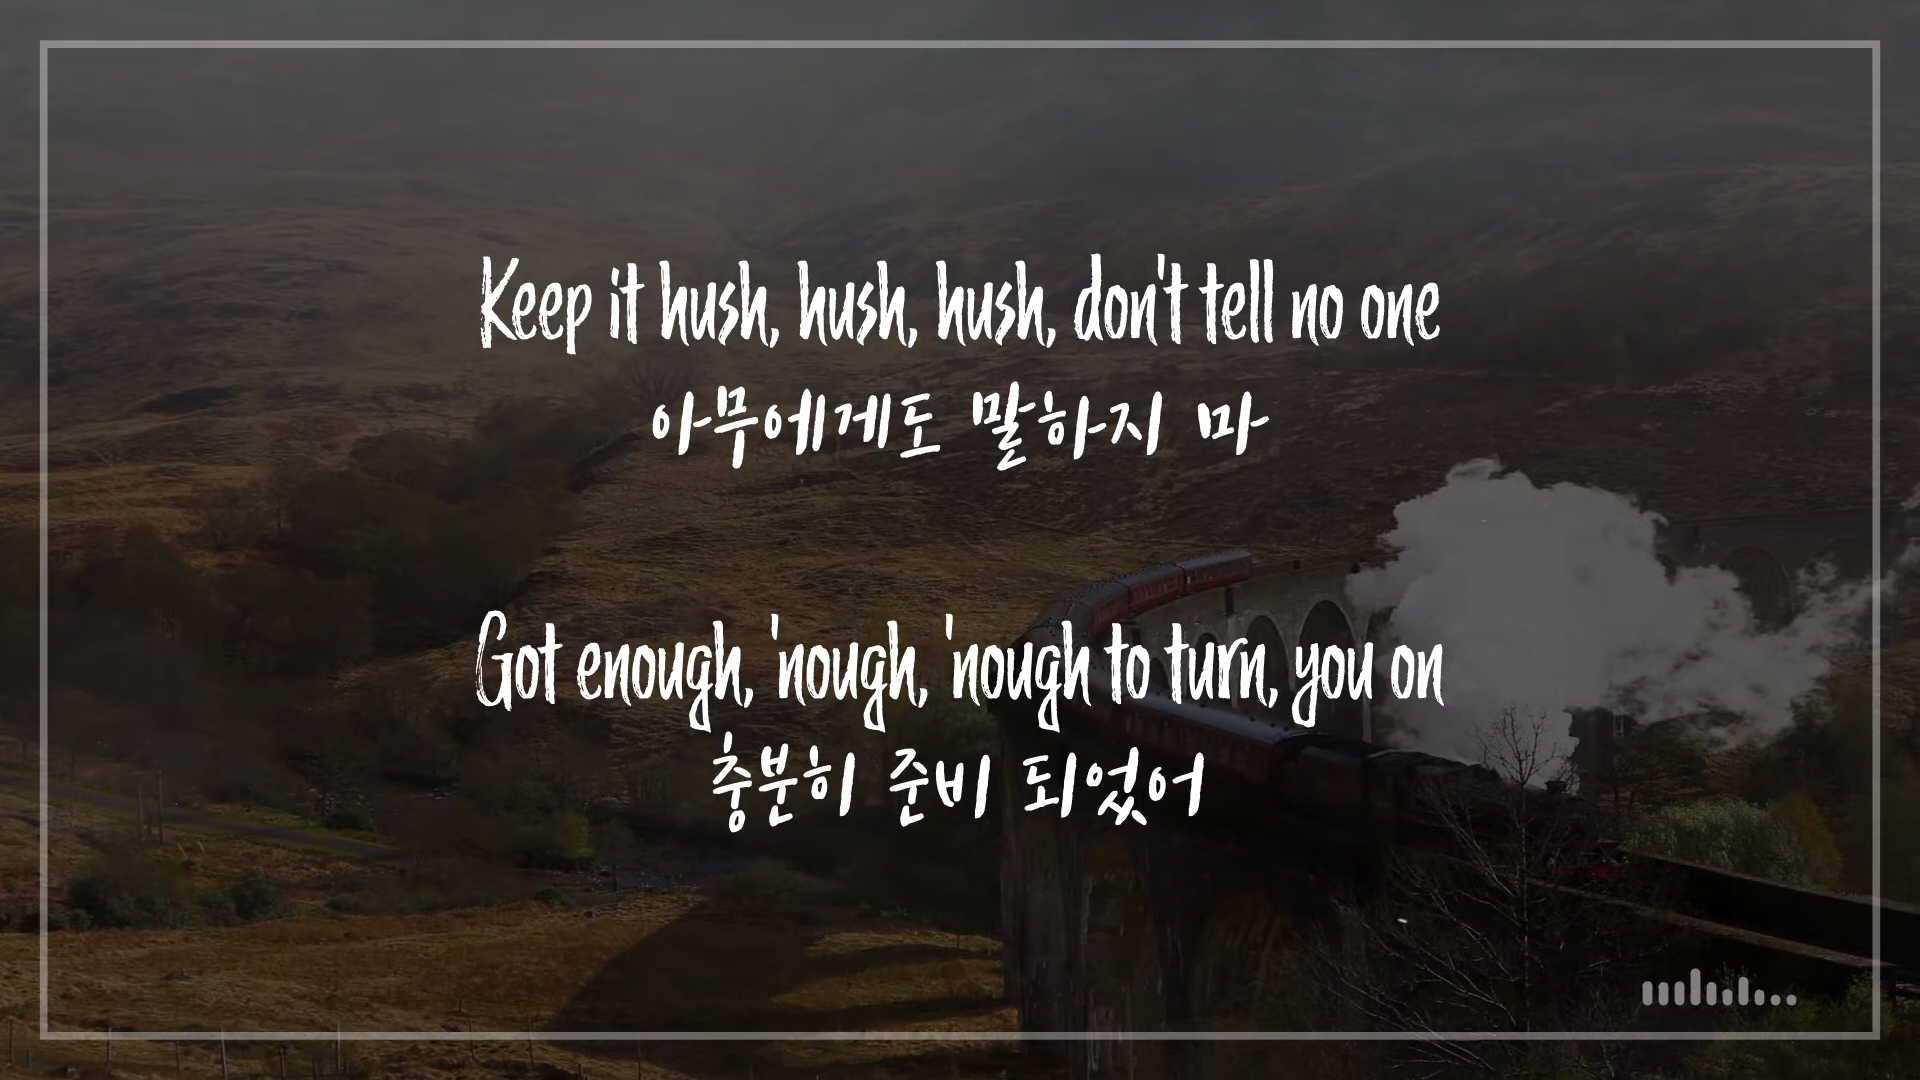 Keep it hush, hush, hush, don't tell no one
아무에게도 말하지 마
Got enough, 'nough, 'nough to turn, you on
충분히 준비 되었어